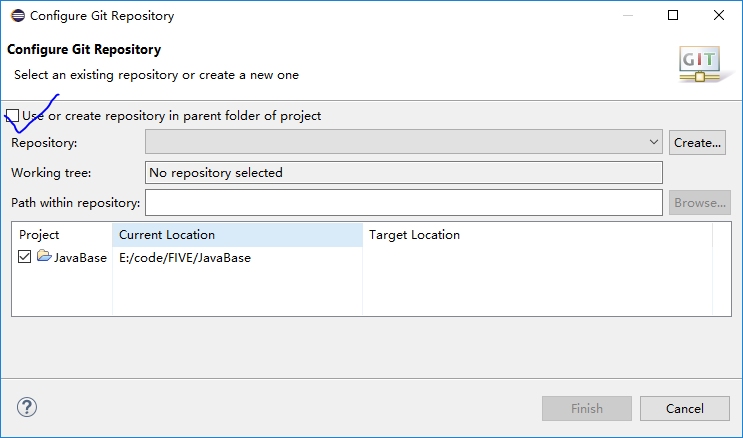 Configure Git Repository
Configure Git Repository
Select an existing repository or create a new one
GIT
Use or create repository in parent folder of project
Repository:
Create...
Working tree: No repository selected
Path within repository:
Browse...
Project Current Location Target Location
JavaBase E:/code/FIVE/JavaBase
?
Finish Cancel